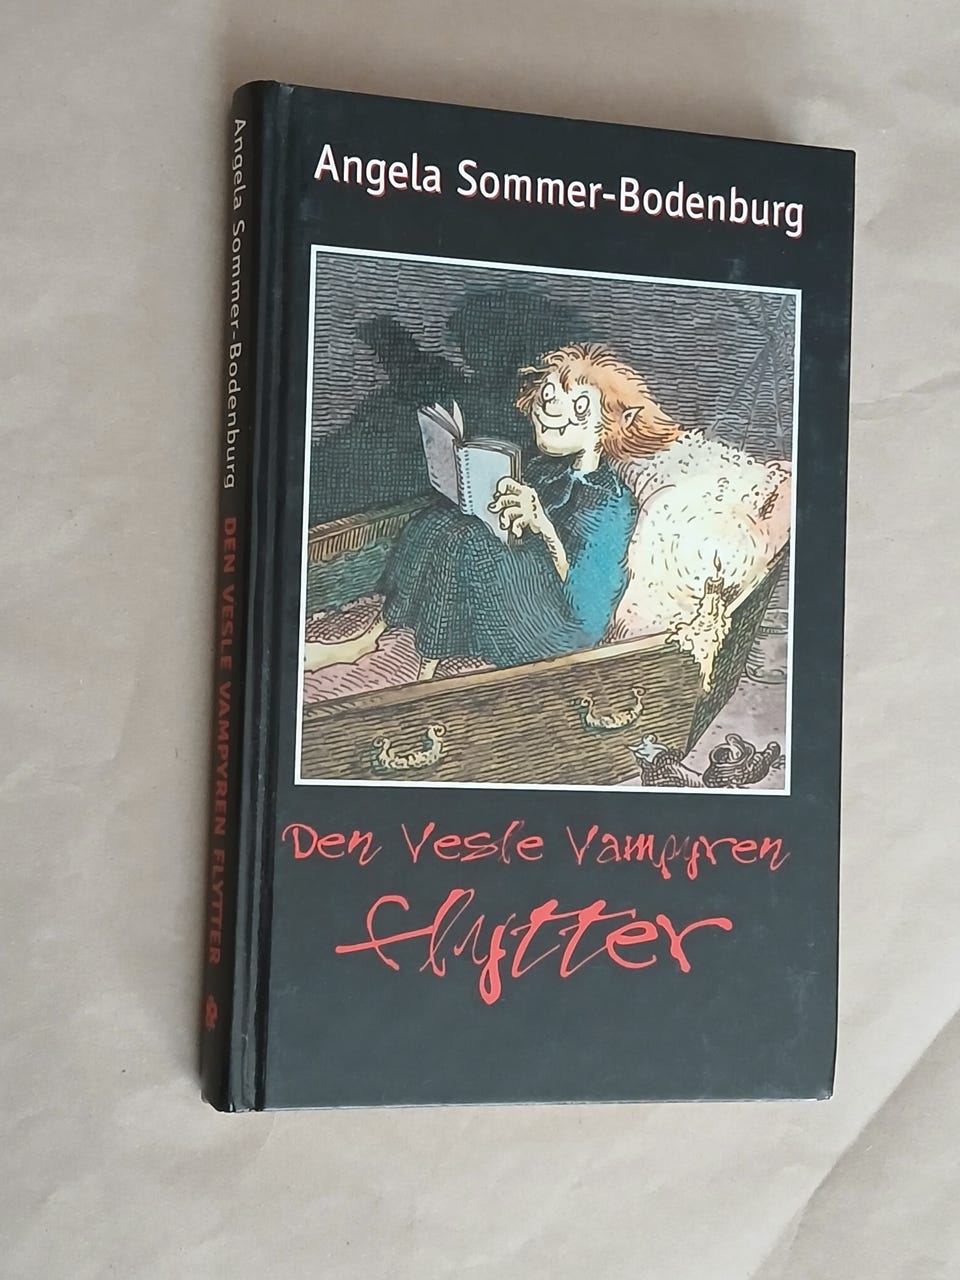 Angela Sommer-Bodenburg
Den Vesle Vampyren
flytter
Angela Sommer-Bodenburg DEN VESLE VAMPYREN FLYTTER